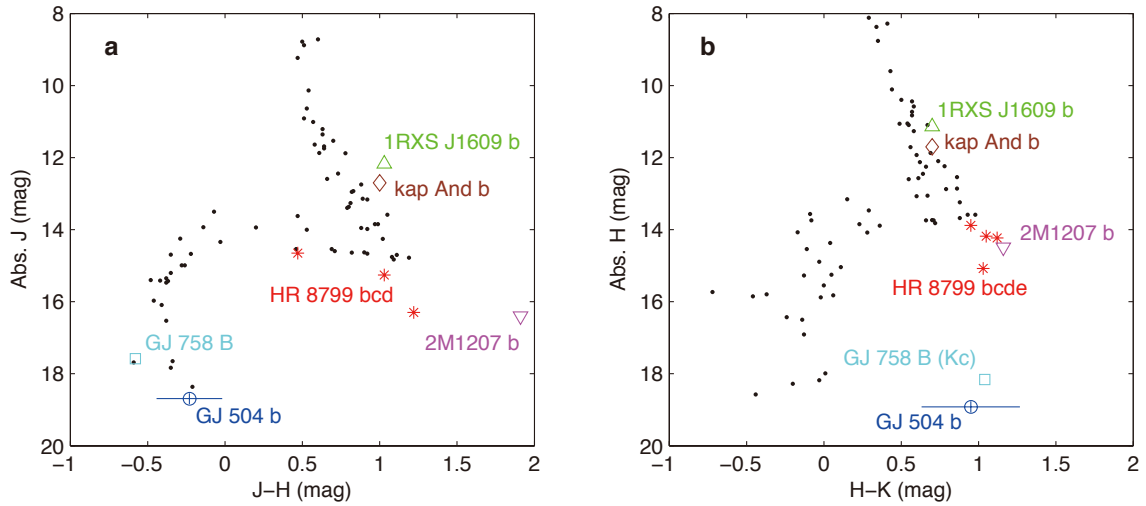 a
8
10
12
14
16
18
20
Abs. J (mag)
1RXS J1609 b
kap And b
HR 8799 bcd
2M1207 b
GJ 758 B
GJ 504 b
−1 −0.5 0 0.5 1 1.5 2
J−H (mag)
b
8
10
12
14
16
18
20
Abs. H (mag)
1RXS J1609 b
kap And b
2M1207 b
HR 8799 bcde
GJ 758 B (Kc)
GJ 504 b
−1 −0.5 0 0.5 1 1.5 2
H−K (mag)